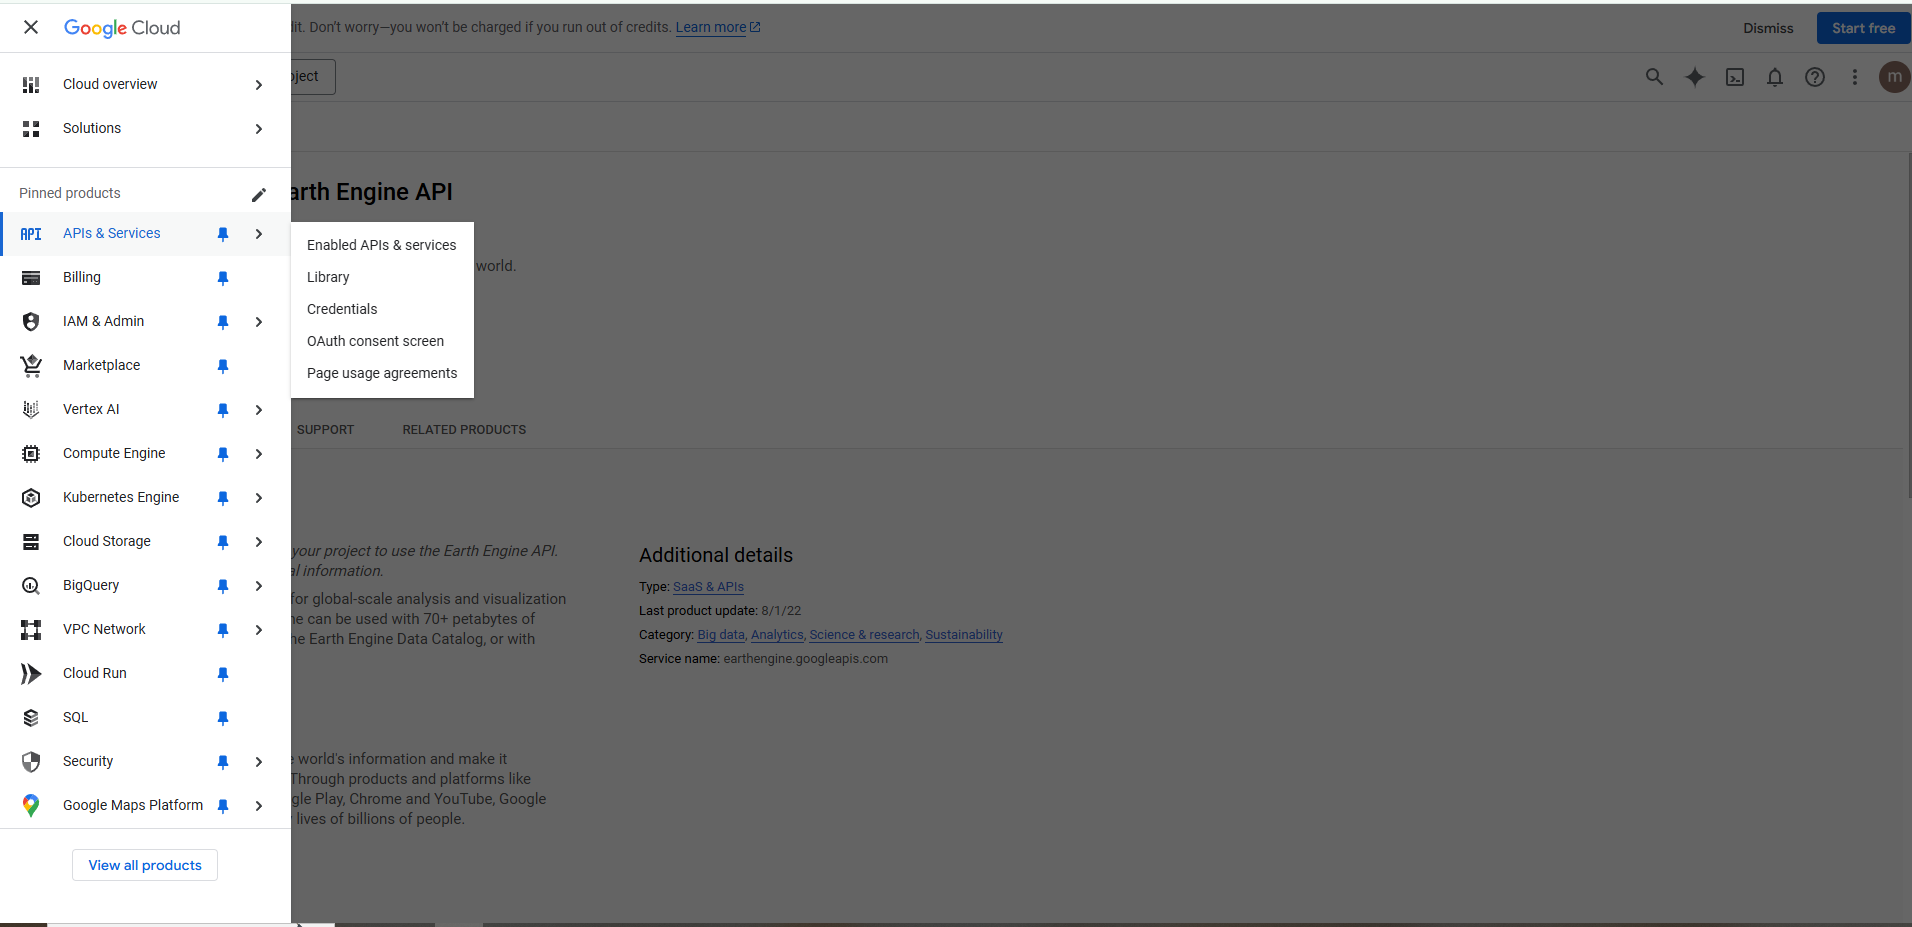 Google Cloud
dit. Don't worry—you won't be charged if you run out of credits. Learn more
Dismiss
Start free
Cloud overview
Solutions
m
Pinned products
arth Engine API
API
APIs & Services
Enabled APIs & services
Library
Credentials
OAuth consent screen
Page usage agreements
world.
Billing
IAM & Admin
Marketplace
Vertex AI
Compute Engine
Kubernetes Engine
Cloud Storage
BigQuery
VPC Network
Cloud Run
SQL
Security
Google Maps Platform
View all products
SUPPORT
RELATED PRODUCTS
your project to use the Earth Engine API.
al information.
for global-scale analysis and visualization
ne can be used with 70+ petabytes of
he Earth Engine Data Catalog, or with
Additional details
Type: SaaS & APIs
Last product update: 8/1/22
Category: Big data, Analytics, Science & research, Sustainability
Service name: earthengine.googleapis.com
world's information and make it
Through products and platforms like
gle Play, Chrome and YouTube, Google
lives of billions of people.